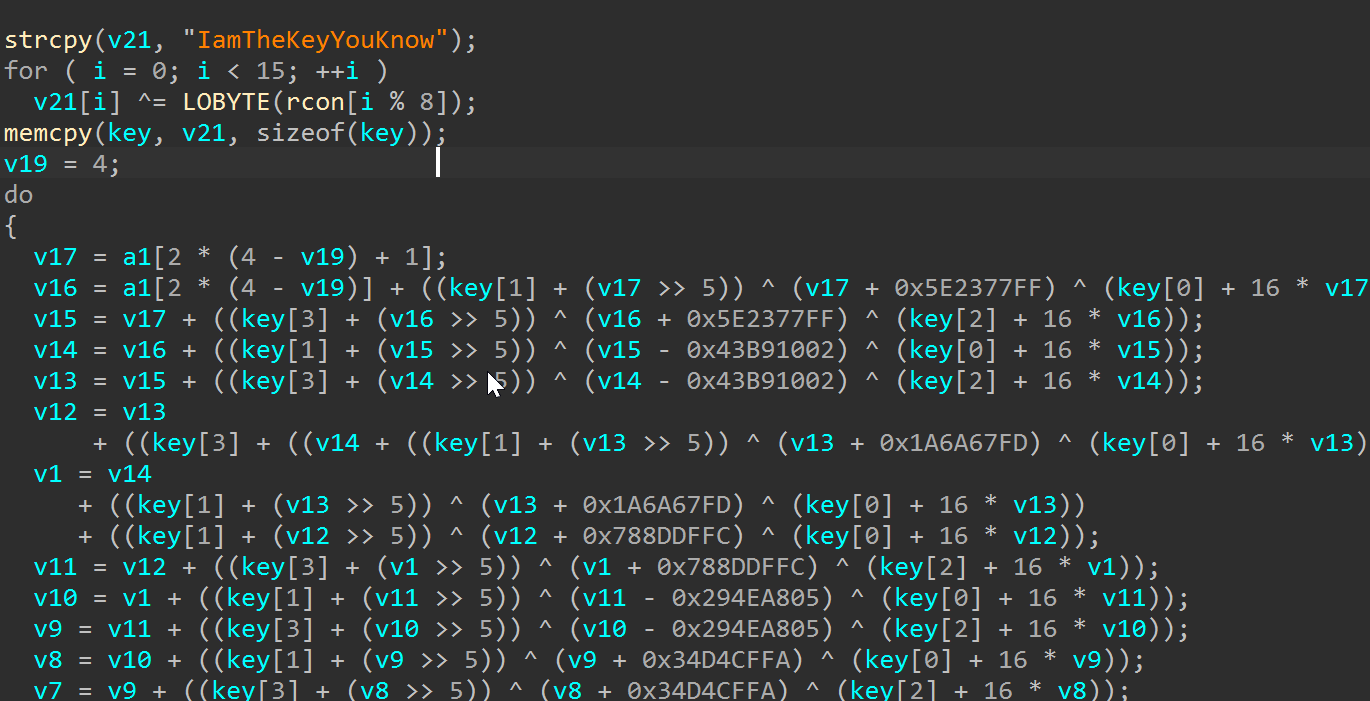 strcpy(v21, "IamTheKeyYouKnow");
for ( i = 0; i < 15; ++i )
v21[i] ^= LOBYTE(rcon[i % 8]);
memcpy(key, v21, sizeof(key));
v19 = 4;
do
{
v17 = a1[2 * (4 - v19) + 1];
v16 = a1[2 * (4 - v19)] + ((key[1] + (v17 >> 5)) ^ (v17 + 0x5E2377FF) ^ (key[0] + 16 * v17
v15 = v17 + ((key[3] + (v16 >> 5)) ^ (v16 + 0x5E2377FF) ^ (key[2] + 16 * v16));
v14 = v16 + ((key[1] + (v15 >> 5)) ^ (v15 - 0x43B91002) ^ (key[0] + 16 * v15));
v13 = v15 + ((key[3] + (v14 >> 5)) ^ (v14 - 0x43B91002) ^ (key[2] + 16 * v14));
v12 = v13
+ ((key[3] + ((v14 + ((key[1] + (v13 >> 5)) ^ (v13 + 0x1A6A67FD) ^ (key[0] + 16 * v13)
v1 = v14
+ ((key[1] + (v13 >> 5)) ^ (v13 + 0x1A6A67FD) ^ (key[0] + 16 * v13))
+ ((key[1] + (v12 >> 5)) ^ (v12 + 0x788DDFFC) ^ (key[0] + 16 * v12));
v11 = v12 + ((key[3] + (v1 >> 5)) ^ (v1 + 0x788DDFFC) ^ (key[2] + 16 * v1));
v10 = v1 + ((key[1] + (v11 >> 5)) ^ (v11 - 0x294EA805) ^ (key[0] + 16 * v11));
v9 = v11 + ((key[3] + (v10 >> 5)) ^ (v10 - 0x294EA805) ^ (key[2] + 16 * v10));
v8 = v10 + ((key[1] + (v9 >> 5)) ^ (v9 + 0x34D4CFFA) ^ (key[0] + 16 * v9));
v7 = v9 + ((key[3] + (v8 >> 5)) ^ (v8 + 0x34D4CFFA) ^ (key[2] + 16 * v8));